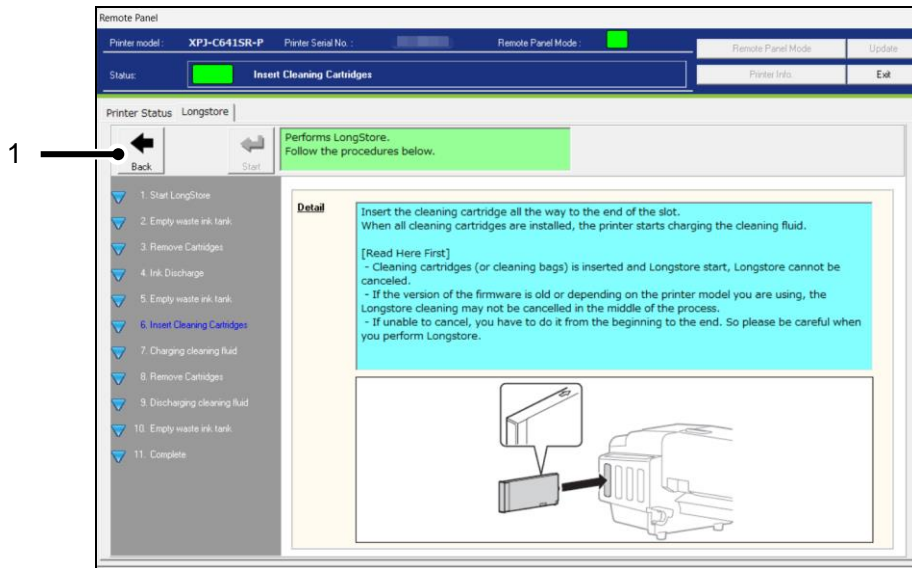 Remote Panel
Printer model : XPJ-C641SR-P Printer Serial No. : Remote Panel Mode :
Remote Panel Mode Update
Status: Insert Cleaning Cartridges
Printer Info. Exit
Printer Status Longstore
1
Back Start
Performs LongStore.
Follow the procedures below.
1. Start LongStore
2. Empty waste ink tank
3. Remove Cartridges
4. Ink Discharge
5. Empty waste ink tank
6. Insert Cleaning Cartridges
7. Charging cleaning fluid
8. Remove Cartridges
9. Discharging cleaning fluid
10. Empty waste ink tank
11. Complete
Detail
Insert the cleaning cartridge all the way to the end of the slot.
When all cleaning cartridges are installed, the printer starts charging the cleaning fluid.
[Read Here First]
- Cleaning cartridges (or cleaning bags) is inserted and Longstore start, Longstore cannot be
canceled.
- If the version of the firmware is old or depending on the printer model you are using, the
Longstore cleaning may not be cancelled in the middle of the process.
- If unable to cancel, you have to do it from the beginning to the end. So please be careful when
you perform Longstore.